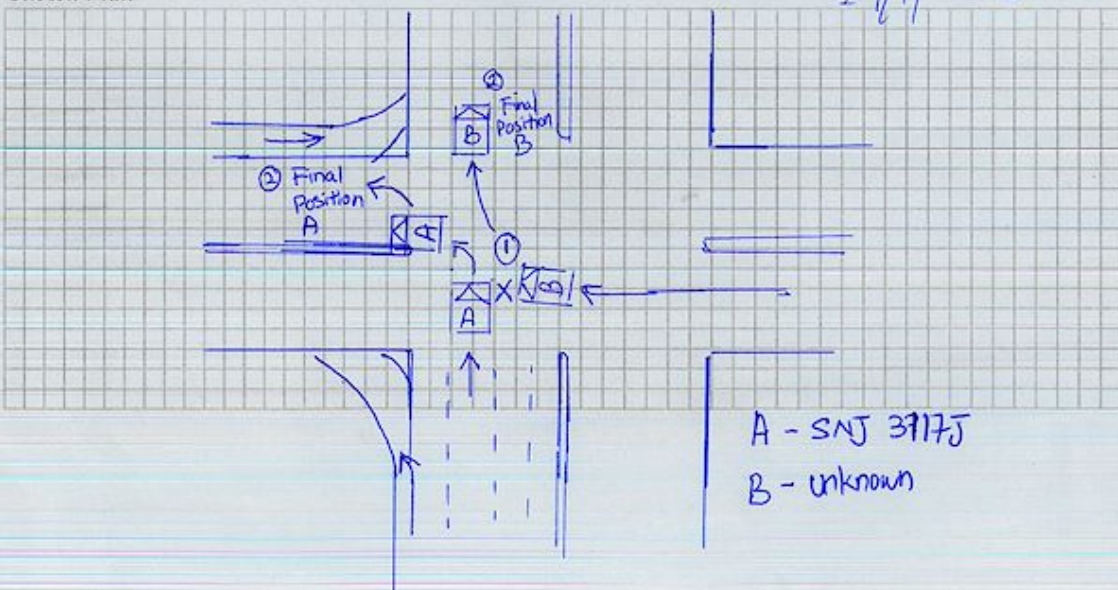 ②
Final
Position
B
B
② Final
Position
A
A
①
A
X
B
A - SNJ 3717J
B - unknown